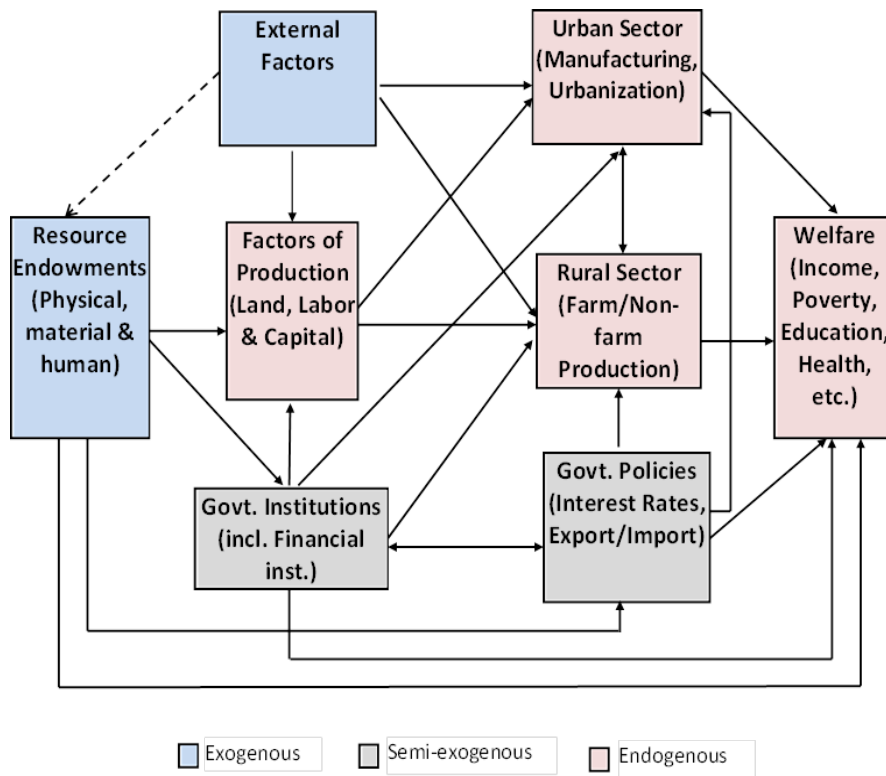 External
Factors
Urban Sector
(Manufacturing,
Urbanization)
Resource
Endowments
(Physical,
material &
human)
Factors of
Production
(Land, Labor
& Capital)
Rural Sector
(Farm/Non-
farm
Production)
Welfare
(Income,
Poverty,
Education,
Health,
etc.)
Govt. Institutions
(incl. Financial
inst.)
Govt. Policies
(Interest Rates,
Export/Import)
Exogenous
Semi-exogenous
Endogenous